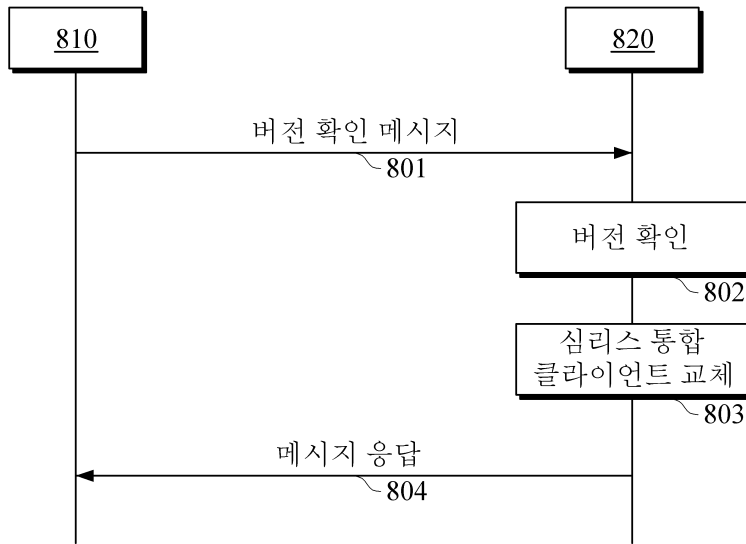 810
820
버전 확인 메시지
801
버전 확인
802
심리스 통합
클라이언트 교체
803
메시지 응답
804